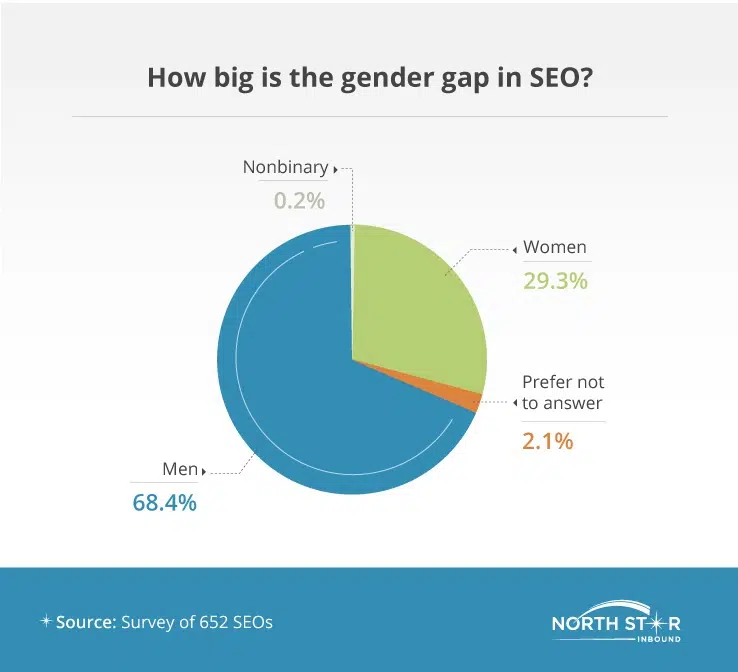 How big is the gender gap in SEO?
Nonbinary
0.2%
Women
29.3%
Prefer not
to answer
2.1%
Men
68.4%
Source: Survey of 652 SEOs
NORTH STAR
INBOUND